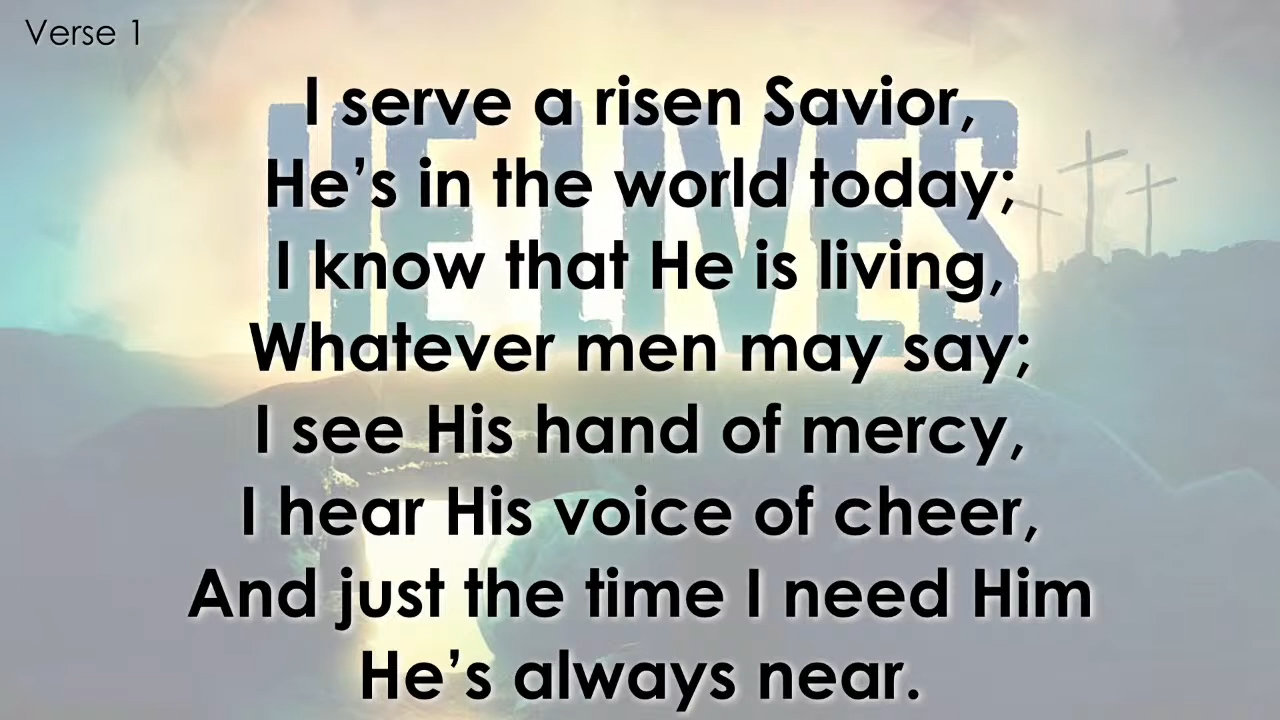 Verse 1
HE LIVES
I serve a risen Savior,
He’s in the world today;
I know that He is living,
Whatever men may say;
I see His hand of mercy,
I hear His voice of cheer,
And just the time I need Him
He’s always near.